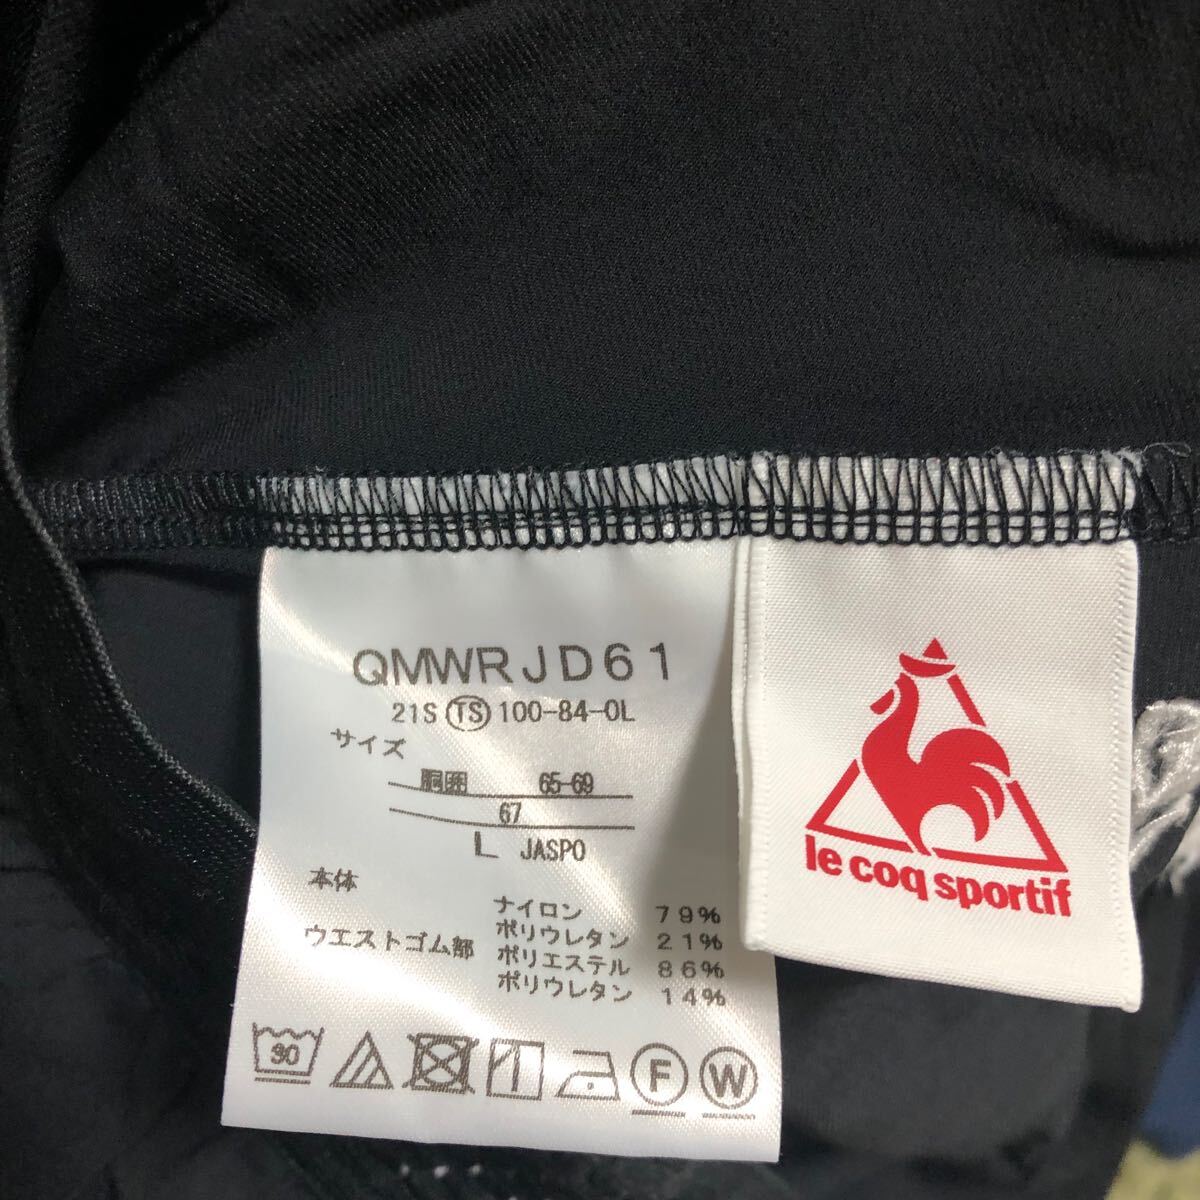 QMWRJD61
21S TS 100-84-0L
サイズ
胴囲 65-69
67
L JASPO
本体
ナイロン 79%
ポリウレタン 21%
ウエストゴム部 ポリエステル 86%
ポリウレタン 14%
30
F
W
le coq sportif